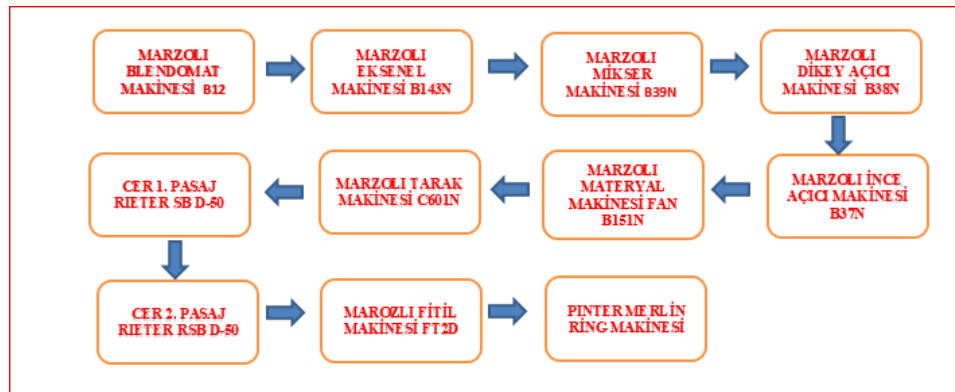 MARZOLI
BLENDOMAT
MAKİNESİ B12
MARZOLI
EKSENEL
MAKİNESİ B143N
MARZOLI
MİKSER
MAKİNESİ B39N
MARZOLI
DİKEY AÇICI
MAKİNESİ B38N
MARZOLI İNCE
AÇICI MAKİNESİ
B37N
MARZOLI
MATERYAL
MAKİNESİ FAN
B151N
MARZOLI TARAK
MAKİNESİ C601N
CER 1. PASAJ
RIETER SB D-50
CER 2. PASAJ
RIETER RSB D-50
MAROZLI FİTİL
MAKİNESİ FT2D
PINTER MERLİN
RING MAKİNESİ